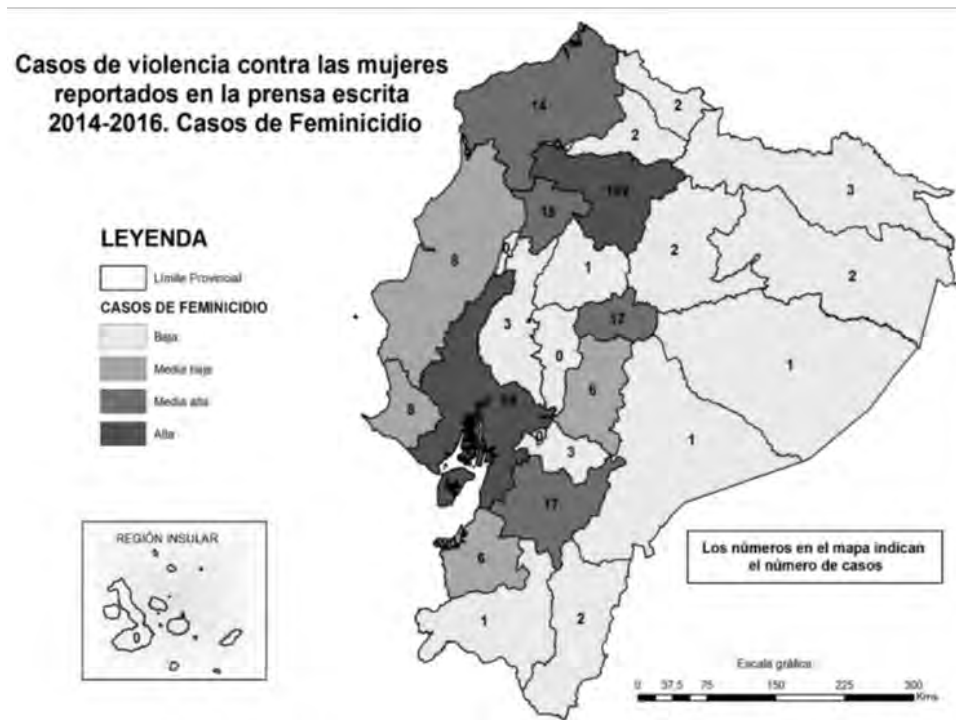 Casos de violencia contra las mujeres
reportados en la prensa escrita
2014-2016. Casos de Feminicidio
LEYENDA
Límite Provincial
CASOS DE FEMINICIDIO
Baja
Media baja
Media alta
Alta
REGIÓN INSULAR
0
14
2
2
3
2
2
8
0
1
3
0
6
1
1
8
0
3
17
6
1
2
Los números en el mapa indican
el número de casos
Escala gráfica
0 37,5 75 150 225 300
Kms